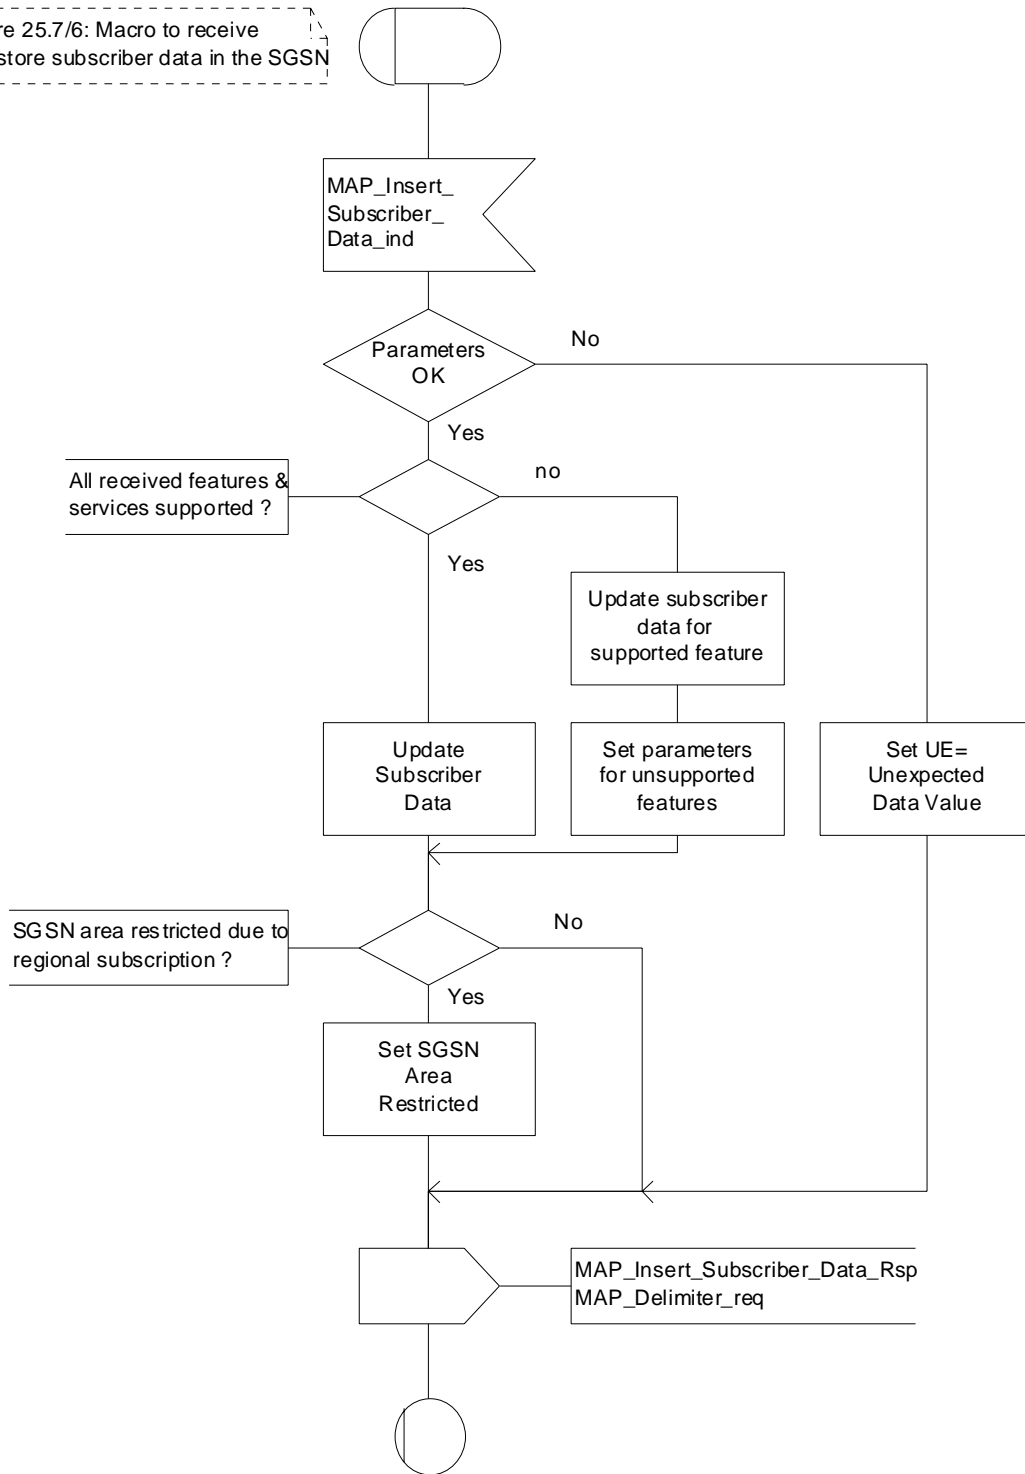 re 25.7/6: Macro to receive
store subscriber data in the SGSN
MAP_Insert_
Subscriber_
Data_ind
Parameters
OK
No
Yes
All received features &
services supported ?
no
Yes
Update subscriber
data for
supported feature
Update
Subscriber
Data
Set parameters
for unsupported
features
Set UE=
Unexpected
Data Value
SGSN area restricted due to
regional subscription ?
No
Yes
Set SGSN
Area
Restricted
MAP_Insert_Subscriber_Data_Rsp
MAP_Delimiter_req